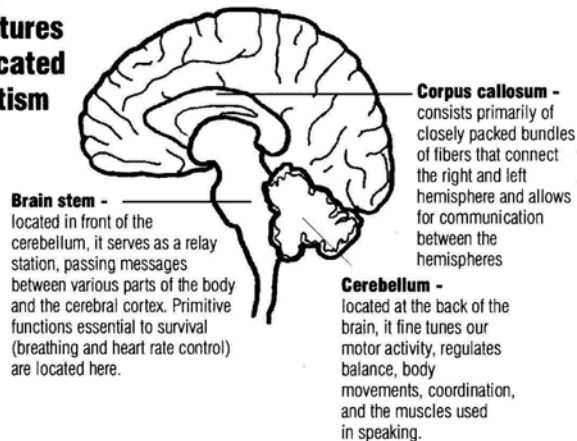 tures
cated
tism
Corpus callosum -
consists primarily of
closely packed bundles
of fibers that connect
the right and left
hemisphere and allows
for communication
between the
hemispheres
Brain stem -
located in front of the
cerebellum, it serves as a relay
station, passing messages
between various parts of the body
and the cerebral cortex. Primitive
functions essential to survival
(breathing and heart rate control)
are located here.
Cerebellum -
located at the back of the
brain, it fine tunes our
motor activity, regulates
balance, body
movements, coordination,
and the muscles used
in speaking.